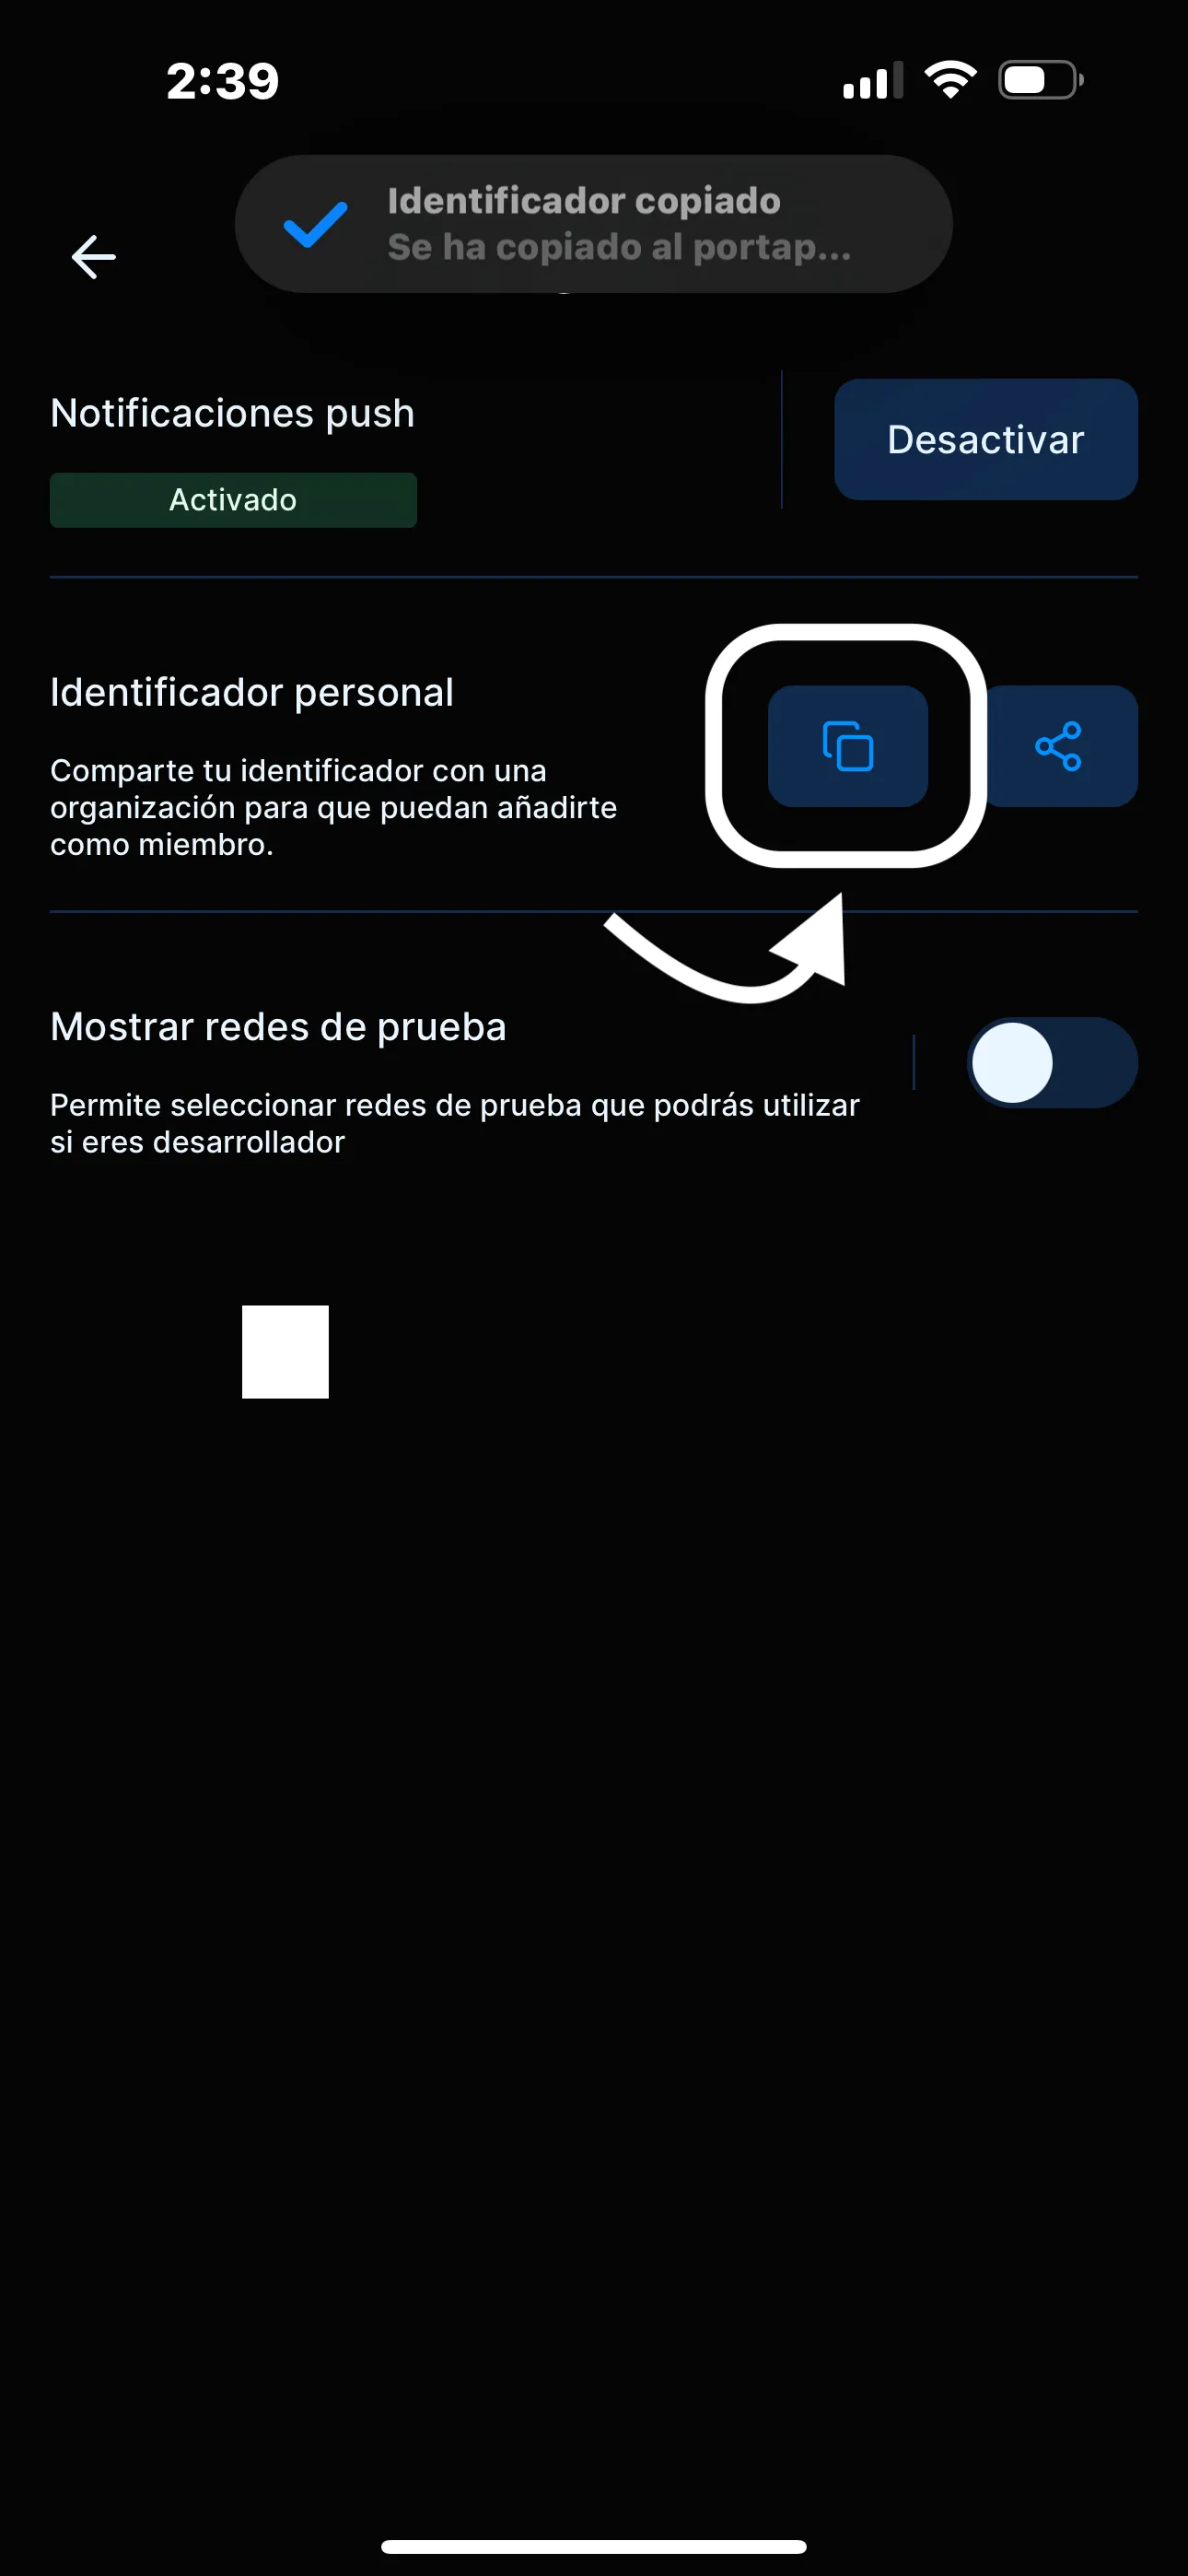 2:39
Identificador copiado
Se ha copiado al portap...
Notificaciones push
Desactivar
Activado
Identificador personal
Comparte tu identificador con una
organización para que puedan añadirte
como miembro.
Mostrar redes de prueba
Permite seleccionar redes de prueba que podrás utilizar
si eres desarrollador